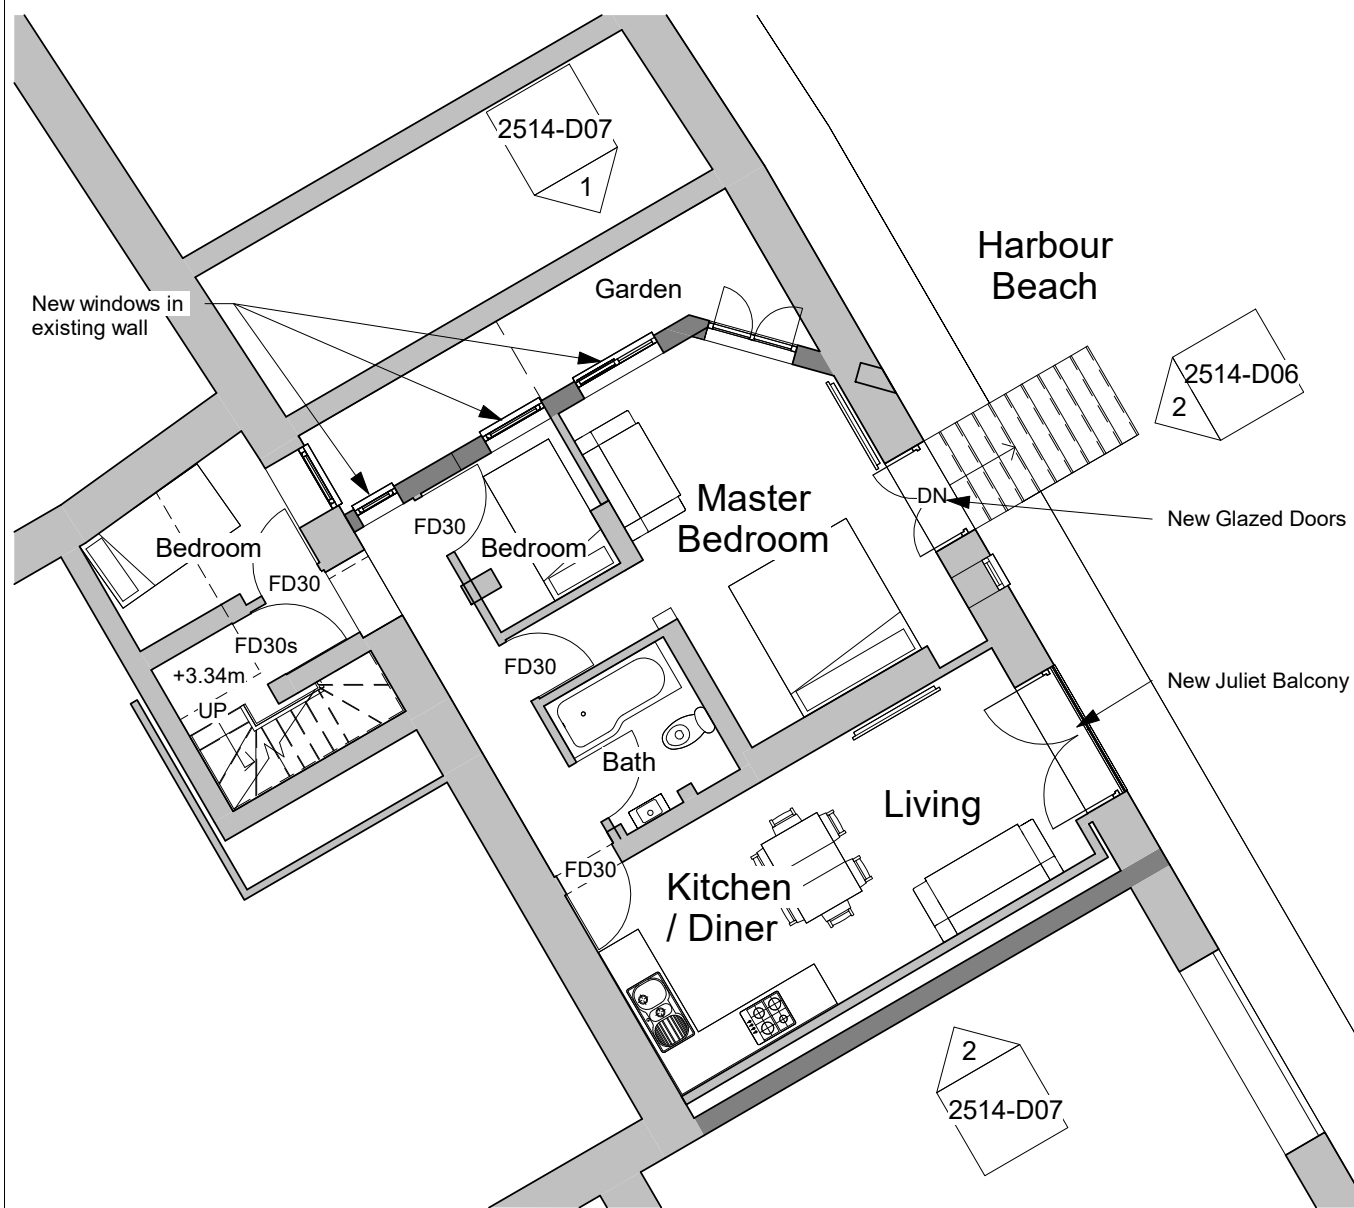 2514-D07
1
Harbour
Beach
Garden
New windows in
existing wall
2514-D06
2
Master
Bedroom
DN
New Glazed Doors
FD30
Bedroom
Bedroom
FD30
FD30s
FD30
+3.34m
UP
New Juliet Balcony
Bath
Living
FD30
Kitchen
/ Diner
2
2514-D07